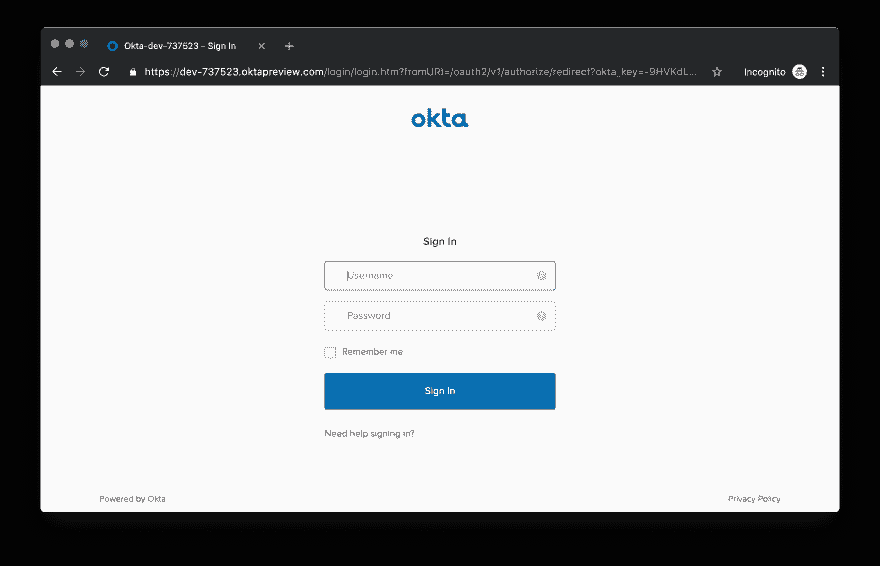 Okta-dev-737523 - Sign In
https://dev-737523.oktapreview.com/login/login.htm?fromURI=/oauth2/v1/authorize/redirect?okta_key=-9HVKdL...
Incognito
okta
Sign In
Username
Password
Remember me
Sign In
Need help signing in?
Powered by Okta
Privacy Policy